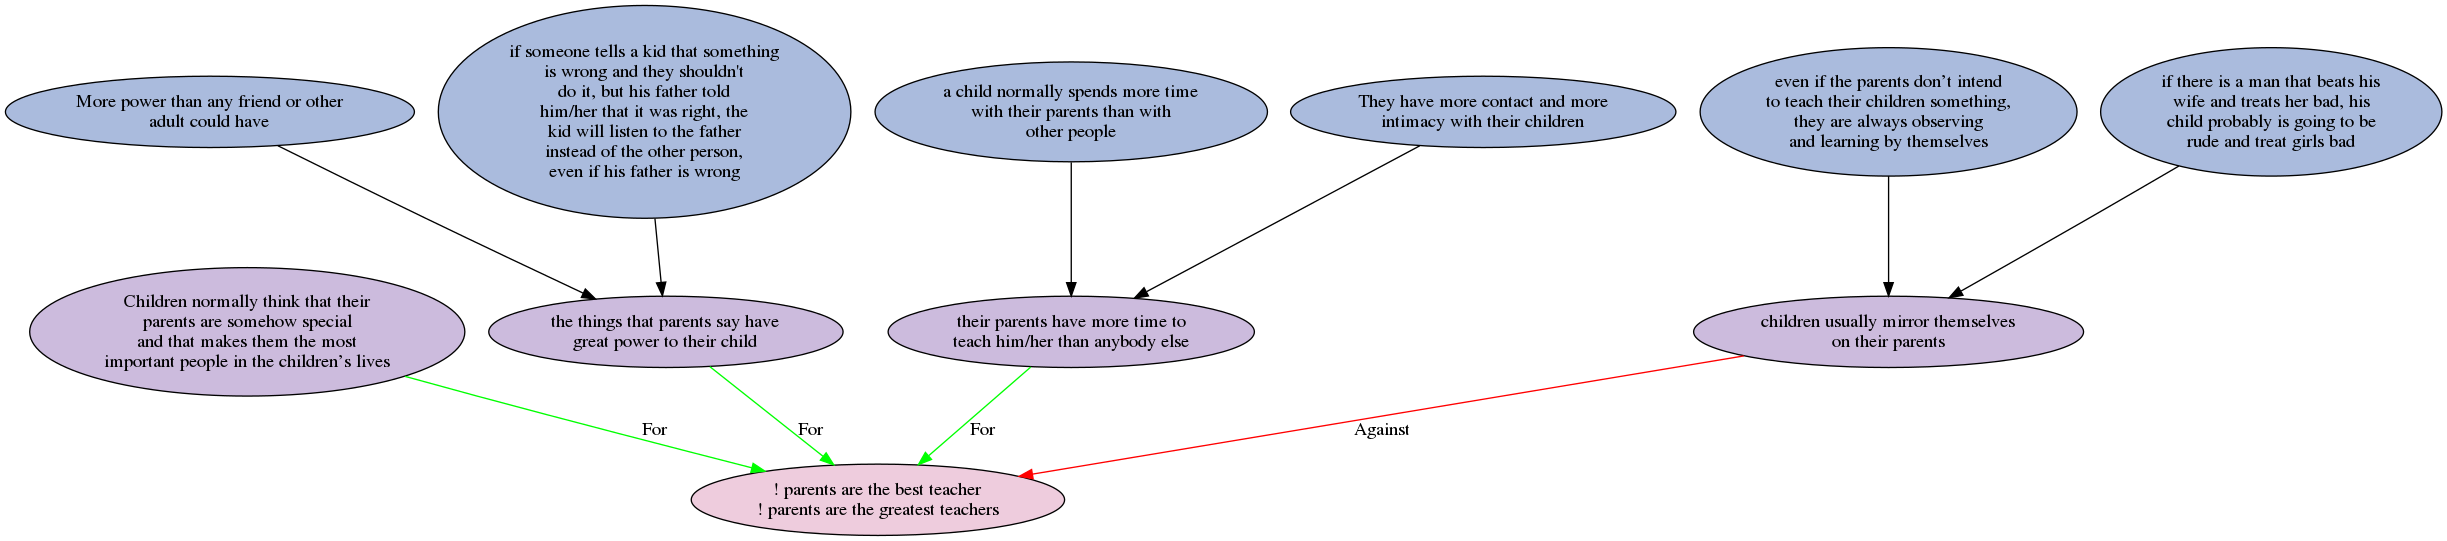 More power than any friend or other
adult could have
if someone tells a kid that something
is wrong and they shouldn't
do it, but his father told
him/her that it was right, the
kid will listen to the father
instead of the other person,
even if his father is wrong
a child normally spends more time
with their parents than with
other people
They have more contact and more
intimacy with their children
even if the parents don’t intend
to teach their children something,
they are always observing
and learning by themselves
if there is a man that beats his
wife and treats her bad, his
child probably is going to be
rude and treat girls bad
Children normally think that their
parents are somehow special
and that makes them the most
important people in the children’s lives
the things that parents say have
great power to their child
their parents have more time to
teach him/her than anybody else
children usually mirror themselves
on their parents
For
For
For
Against
! parents are the best teacher
! parents are the greatest teachers